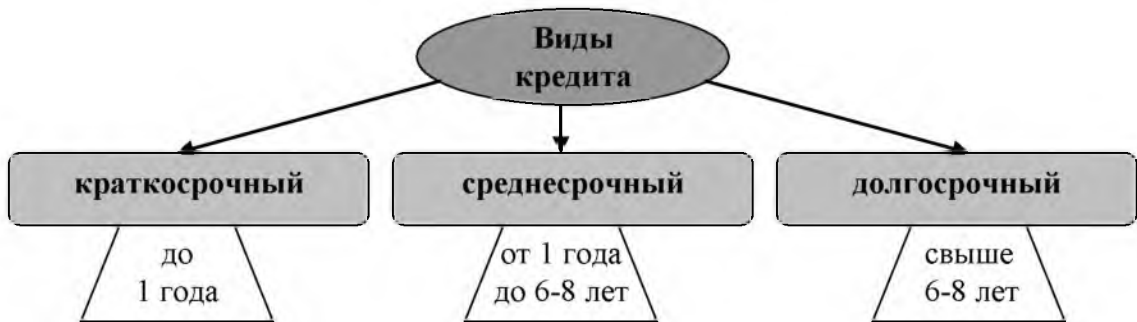 Виды
кредита
краткосрочный
среднесрочный
долгосрочный
до
1 года
от 1 года
до 6-8 лет
свыше
6-8 лет